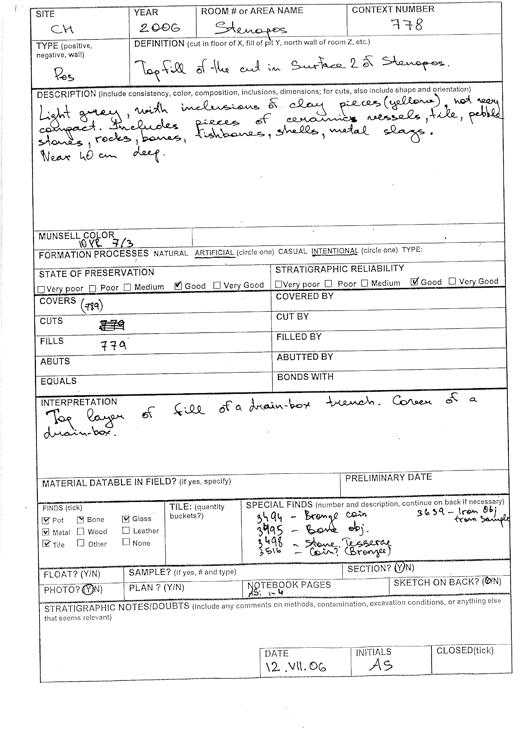 SITE YEAR ROOM # or AREA NAME CONTEXT NUMBER
CH 2006 Stenopos 778
TYPE (positive, negative, wall) DEFINITION (cut in floor of X, fill of pit Y, north wall of room Z, etc.)
Pos Top fill of the cut in Surface 2 of Stenopos.
DESCRIPTION (include consistency, color, composition, inclusions, dimensions; for cuts, also include shape and orientation)
Light grey, with inclusions of clay pieces (yellow), not very
compact. Includes pieces of ceramics vessels, tile, pebble
stones, rocks, bones, fishbones, shells, metal slags.
Near 40 cm deep.
MUNSELL COLOR
10 YR 7/3
FORMATION PROCESSES NATURAL ARTIFICIAL (circle one) CASUAL INTENTIONAL (circle one) TYPE:
STATE OF PRESERVATION STRATIGRAPHIC RELIABILITY
Very poor Poor Medium Good Very Good Very poor Poor Medium Good Very Good
COVERS (789) COVERED BY
CUTS 779 CUT BY
FILLS 779 FILLED BY
ABUTS ABUTTED BY
EQUALS BONDS WITH
INTERPRETATION
Top layer of fill of a drain-box trench. Cover of a
drain-box.
MATERIAL DATABLE IN FIELD? (if yes, specify) PRELIMINARY DATE
FINDS (tick) TILE: (quantity buckets?) SPECIAL FINDS (number and description, continue on back if necessary)
Pot Bone Glass
Metal Wood Leather
Tile Other None
3494 - Bronze coin
3495 - Bone obj.
3498 - Stone Tesserae
3516 - Coin? (Bronze)
3639 - Iron Obj
from sample
FLOAT? (Y/N) SAMPLE? (if yes, # and type) SECTION? (Y/N)
PHOTO? (Y/N) PLAN ? (Y/N) NOTEBOOK PAGES SKETCH ON BACK? (Y/N)
AS: 1-4
STRATIGRAPHIC NOTES/DOUBTS (include any comments on methods, contamination, excavation conditions, or anything else
that seems relevant)
DATE INITIALS CLOSED(tick)
12.VII.06 AS